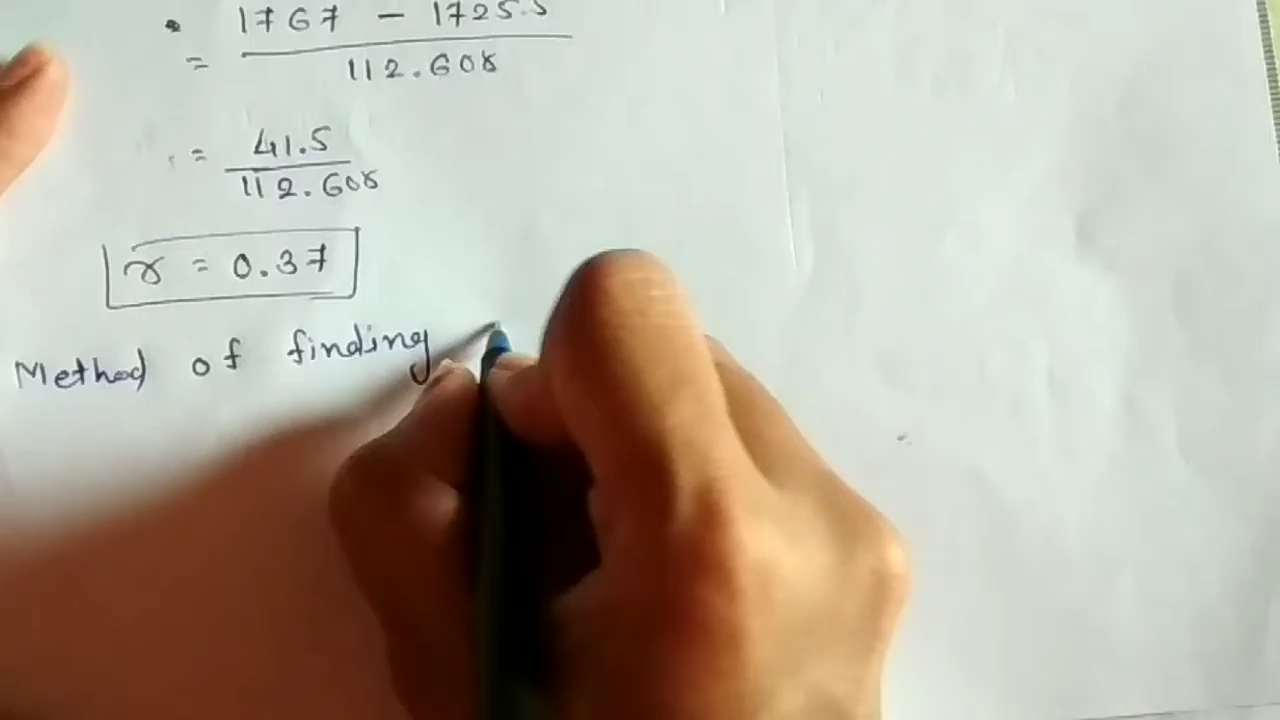 1767 - 1725.5
= 112.608
= 41.5
112.608
r = 0.37
Method of finding